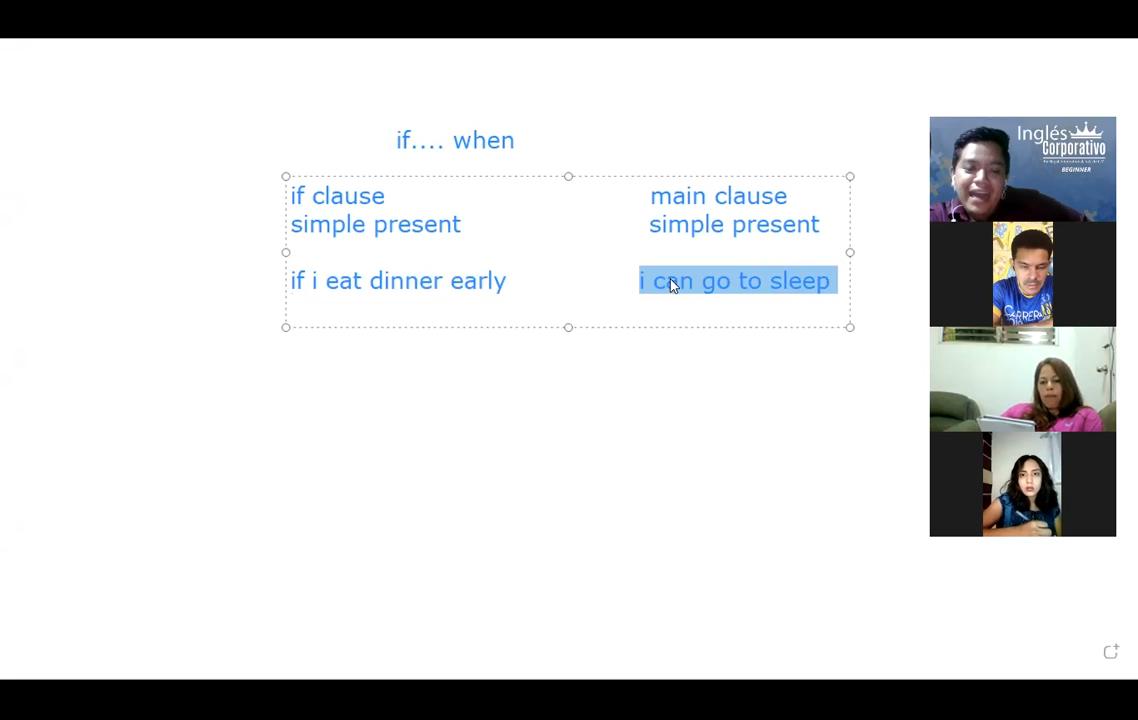 if.... when
if clause main clause
simple present simple present
if i eat dinner early i can go to sleep
Inglés
Corporativo
BEGINNER